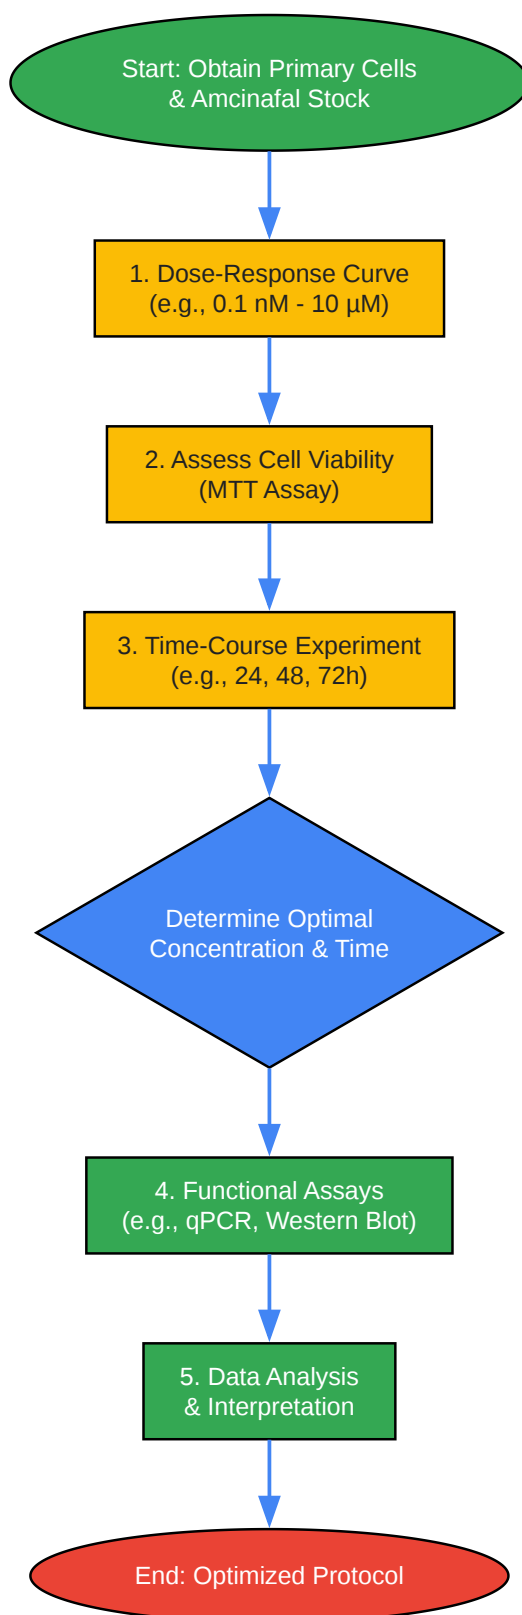 Start: Obtain Primary Cells
& Amcinafal Stock
1. Dose-Response Curve
(e.g., 0.1 nM - 10 µM)
2. Assess Cell Viability
(MTT Assay)
3. Time-Course Experiment
(e.g., 24, 48, 72h)
Determine Optimal
Concentration & Time
4. Functional Assays
(e.g., qPCR, Western Blot)
5. Data Analysis
& Interpretation
End: Optimized Protocol